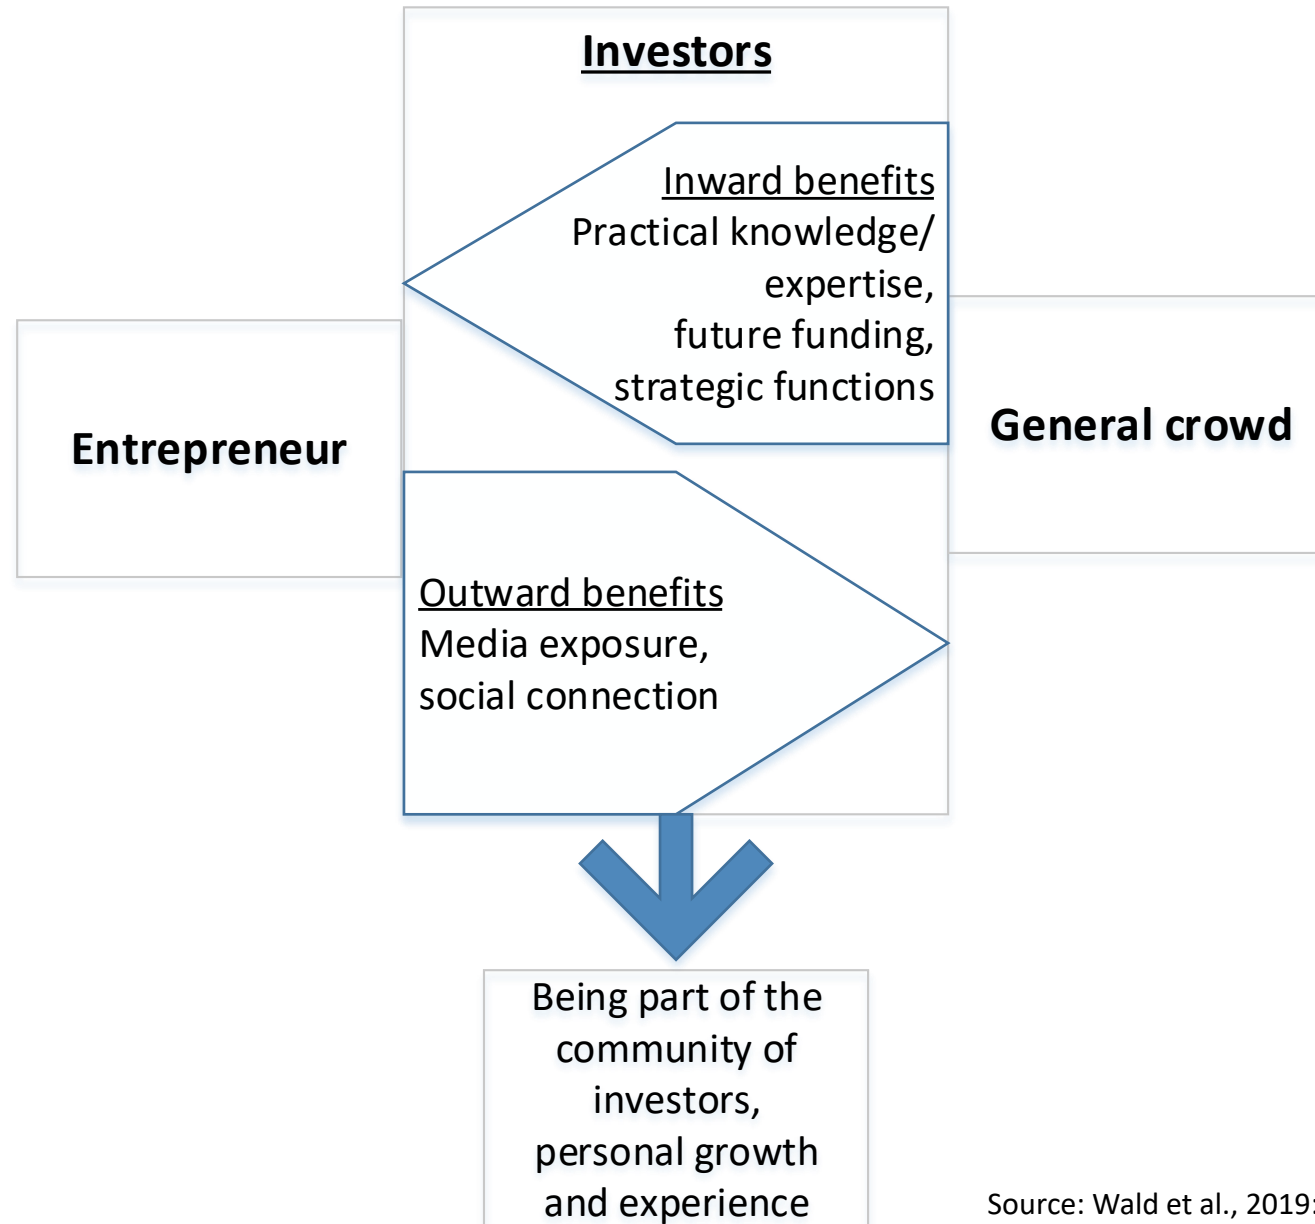 Investors
Inward benefits
Practical knowledge/
expertise,
future funding,
strategic functions
Entrepreneur
General crowd
Outward benefits
Media exposure,
social connection
Being part of the
community of
investors,
personal growth
and experience
Source: Wald et al., 2019: